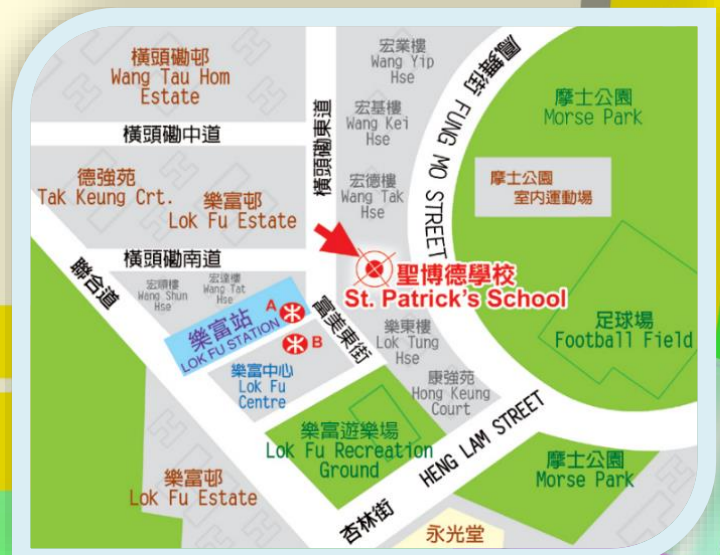 橫頭磡邨
Wang Tau Hom
Estate
宏業樓
Wang Yip
Hse
鳳舞街 FUNG MO STREET
摩士公園
Morse Park
橫頭磡中道
橫頭磡東道
宏基樓
Wang Kei
Hse
德強苑
Tak Keung Crt.
樂富邨
Lok Fu Estate
宏德樓
Wang Tak
Hse
摩士公園
室內運動場
橫頭磡南道
聯合道
宏順樓
Wang Shun
Hse
宏達樓
Wang Tat
Hse
聖博德學校
St. Patrick's School
樂富站
LOK FU STATION
A
B
富美東街
樂東樓
Lok Tung
Hse
足球場
Football Field
樂富中心
Lok Fu
Centre
康強苑
Hong Keung
Court
樂富遊樂場
Lok Fu Recreation
Ground
杏林街 HENG LAM STREET
摩士公園
Morse Park
樂富邨
Lok Fu Estate
永光堂